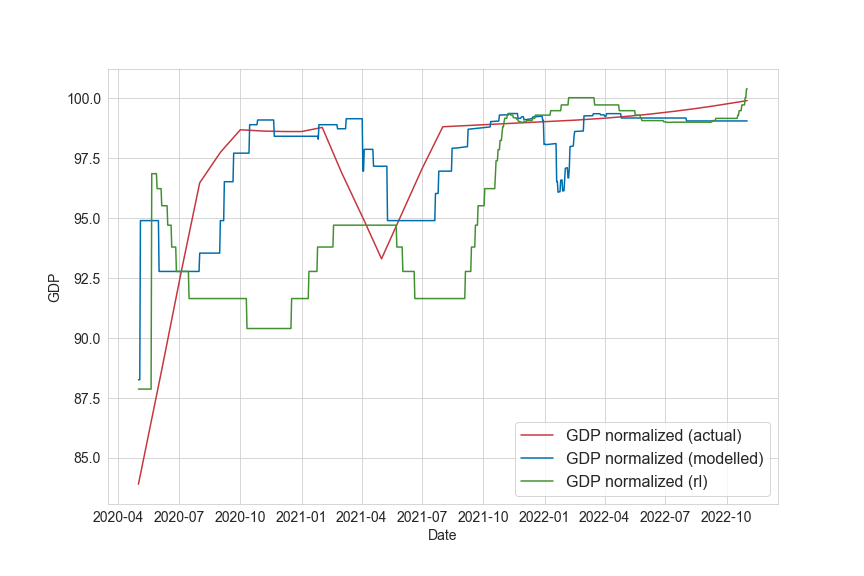 100.0
97.5
95.0
92.5
90.0
87.5
85.0
GDP
2020-04 2020-07 2020-10 2021-01 2021-04 2021-07 2021-10 2022-01 2022-04 2022-07 2022-10
Date
GDP normalized (actual)
GDP normalized (modelled)
GDP normalized (rl)